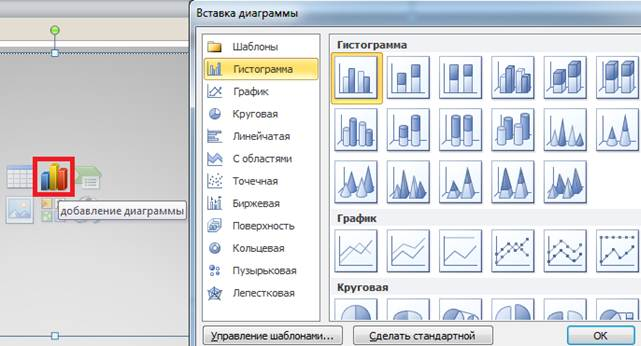 добавление диаграммы
Вставка диаграммы
Шаблоны
Гистограмма
График
Круговая
Линейчатая
С областями
Точечная
Биржевая
Поверхность
Кольцевая
Пузырьковая
Лепестковая
Гистограмма
График
Круговая
Управление шаблонами...
Сделать стандартной
ОК